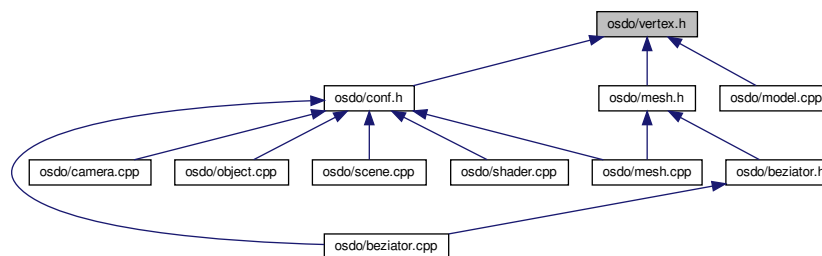 osdo/vertex.h
osdo/conf.h
osdo/mesh.h
osdo/model.cpp
osdo/camera.cpp
osdo/object.cpp
osdo/scene.cpp
osdo/shader.cpp
osdo/mesh.cpp
osdo/beziator.h
osdo/beziator.cpp